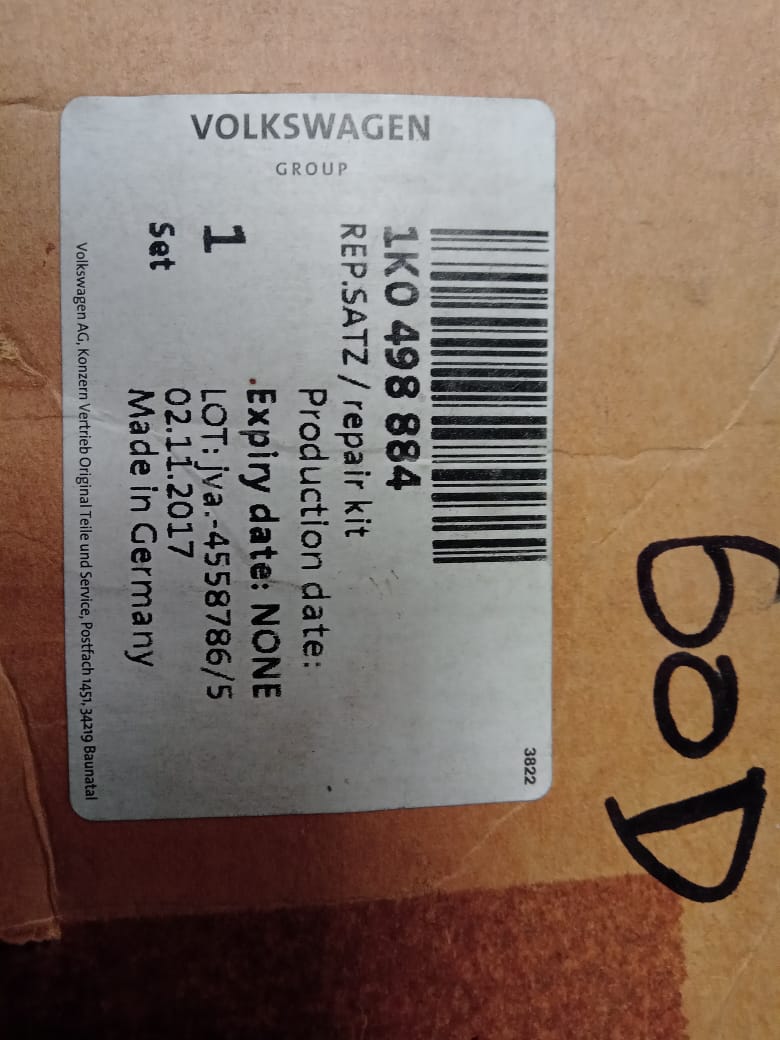 VOLKSWAGEN
GROUP
3822
1K0 498 884
REP.SATZ / repair kit
Production date:
Expiry date: NONE
1
LOT: jva.-4558786/5
Set
02.11.2017
Made in Germany
Volkswagen AG, Konzern Vertrieb Original Teile und Service, Postfach 1451, 34219 Baunatal
60D